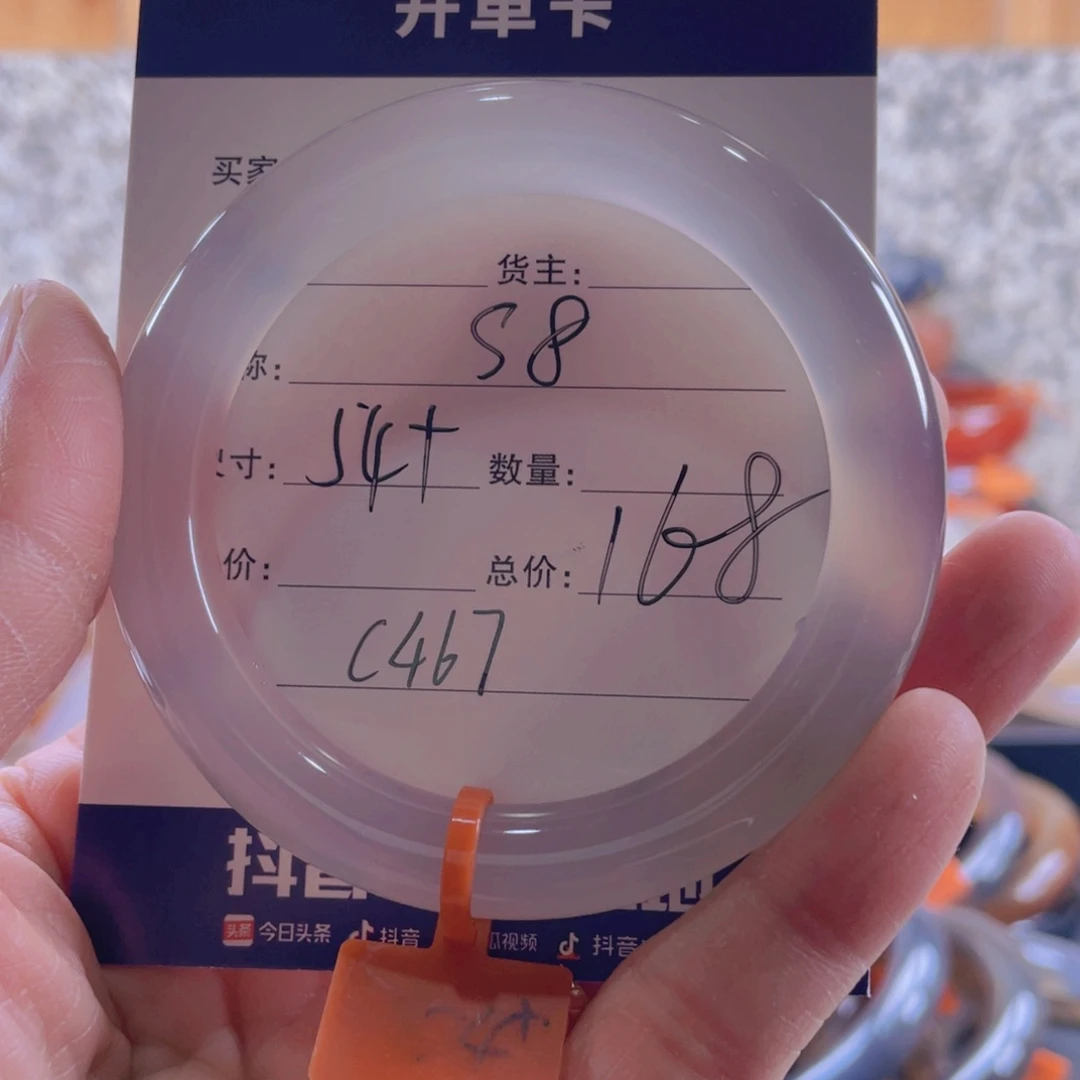 开单卡
买家
货主:
称: S8
寸: 54+ 数量:
价: 总价: 168
C467
抖音
头条 今日头条 抖音 瓜视频 抖音